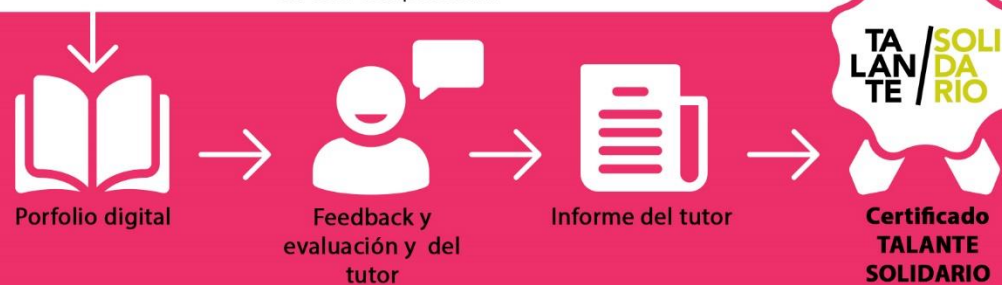 TA
LAN
TE
/SOLI
DA
RIO
Porfolio digital
Feedback y
evaluación y del
tutor
Informe del tutor
Certificado
TALANTE
SOLIDARIO